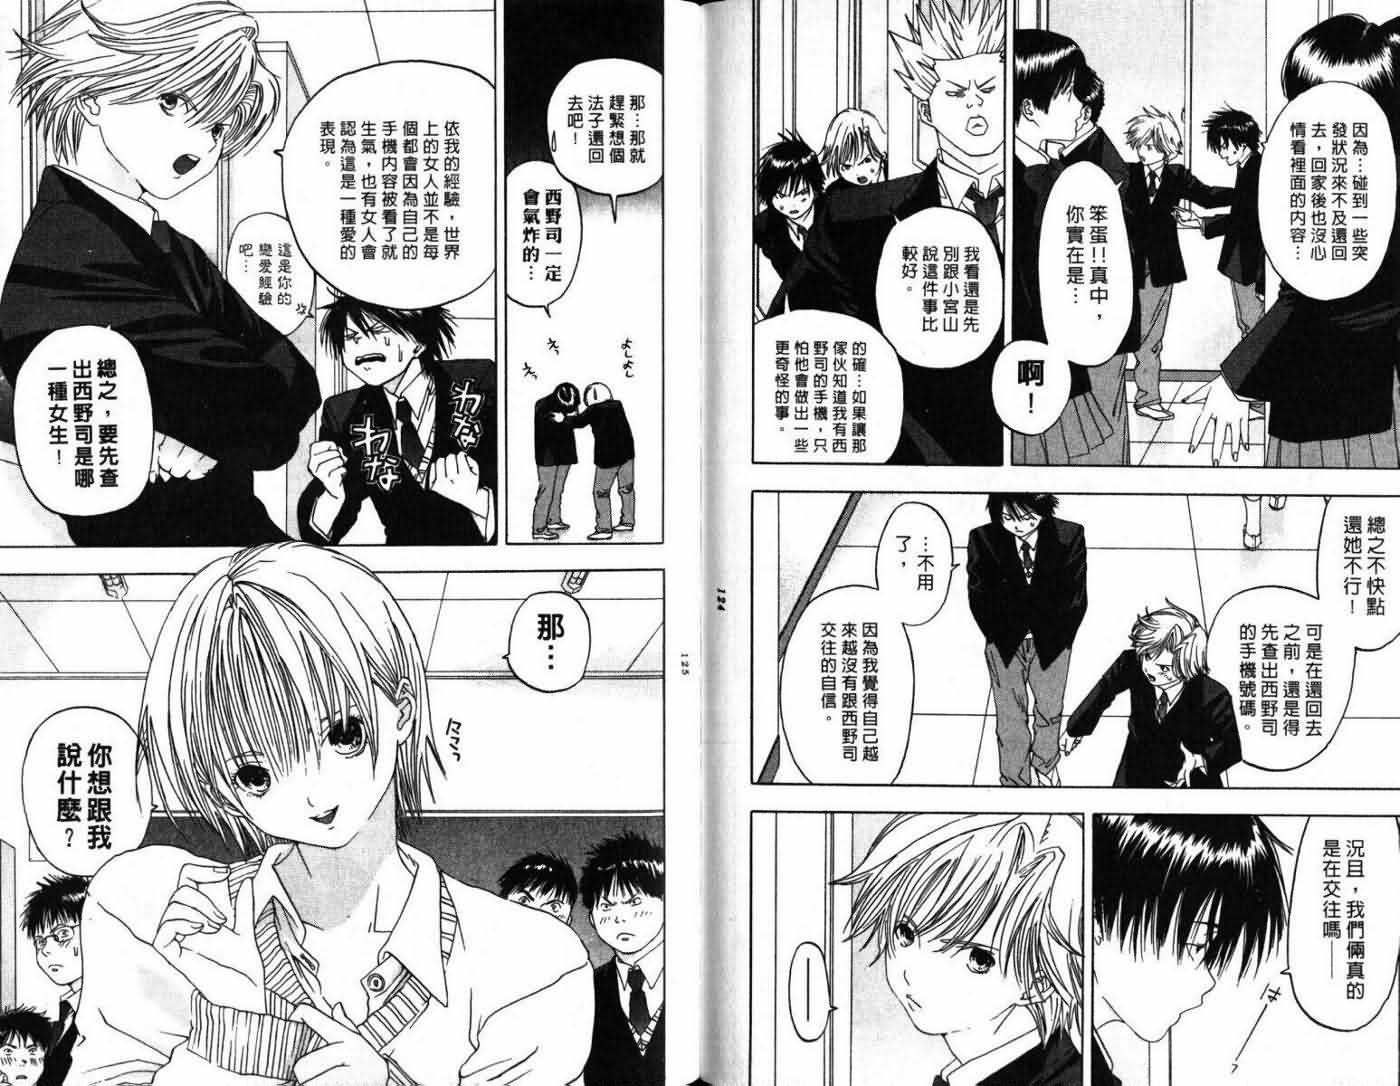 因為…碰到一些突
發狀況來不及還回
去，回家後也沒心
情看裡面的內容…
笨蛋!!真中，
你實在是…
啊！
我看還是先
別跟小宮山
說這件事比
較好。
的確…如果讓那
傢伙知道我有西
野司的手機，只
怕他會做出一些
更奇怪的事。
總之不快點
還她不行！
可是在還回去
之前，還是得
先查出西野司
的手機號碼。
…不用
了，
因為我覺得自己越
來越沒有跟西野司
交往的自信。
況且，我們倆真的
是在交往嗎——
——
124
那…那就
趕緊想個
法子還回
去吧！
西野司一定
會氣炸的…
よしよし
依我的經驗，世界
上的女人並不是每
個都會因為自己的
手機內容被看了就
生氣，也有女人會
認為這是一種愛的
表現。
這是你的
戀愛經驗
吧…
わな
わな
總之，要先查
出西野司是哪
一種女生！
那…
你想跟我
說什麼？
125